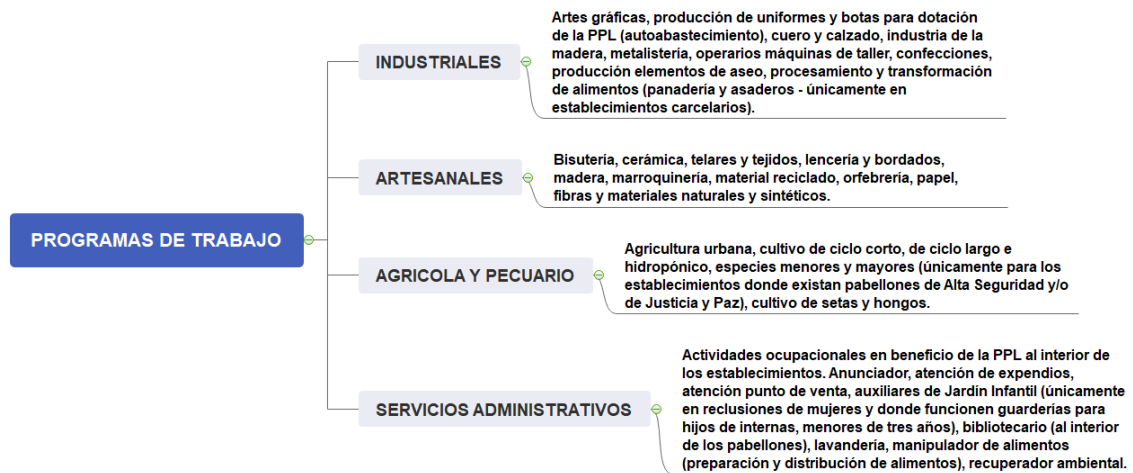 PROGRAMAS DE TRABAJO
INDUSTRIALES
Artes gráficas, producción de uniformes y botas para dotación
de la PPL (autoabastecimiento), cuero y calzado, industria de la
madera, metalistería, operarios máquinas de taller, confecciones,
producción elementos de aseo, procesamiento y transformación
de alimentos (panadería y asaderos - únicamente en
establecimientos carcelarios).
ARTESANALES
Bisutería, cerámica, telares y tejidos, lencería y bordados,
madera, marroquinería, material reciclado, orfebrería, papel,
fibras y materiales naturales y sintéticos.
AGRICOLA Y PECUARIO
Agricultura urbana, cultivo de ciclo corto, de ciclo largo e
hidropónico, especies menores y mayores (únicamente para los
establecimientos donde existan pabellones de Alta Seguridad y/o
de Justicia y Paz), cultivo de setas y hongos.
SERVICIOS ADMINISTRATIVOS
Actividades ocupacionales en beneficio de la PPL al interior de
los establecimientos. Anunciador, atención de expendios,
atención punto de venta, auxiliares de Jardin Infantil (únicamente
en reclusiones de mujeres y donde funcionen guarderías para
hijos de internas, menores de tres años), bibliotecario (al interior
de los pabellones), lavandería, manipulador de alimentos
(preparación y distribución de alimentos), recuperador ambiental.